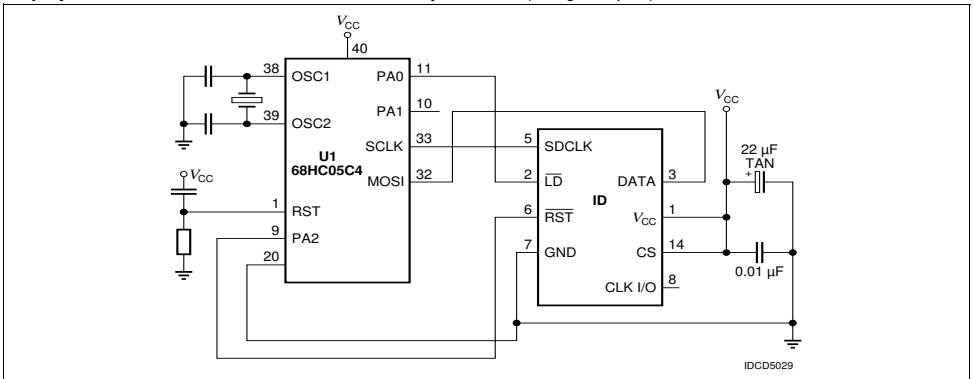 VCC
40
38 OSC1
PA0 11
PA1 10
39 OSC2
SCLK 33
U1
68HC05C4
MOSI 32
VCC
1 RST
9 PA2
20
5 SDCLK
2 LD
DATA 3
ID
6 RST
VCC 1
7 GND
CS 14
CLK I/O 8
VCC
22 µF
TAN
+
0.01 µF
IDCD5029